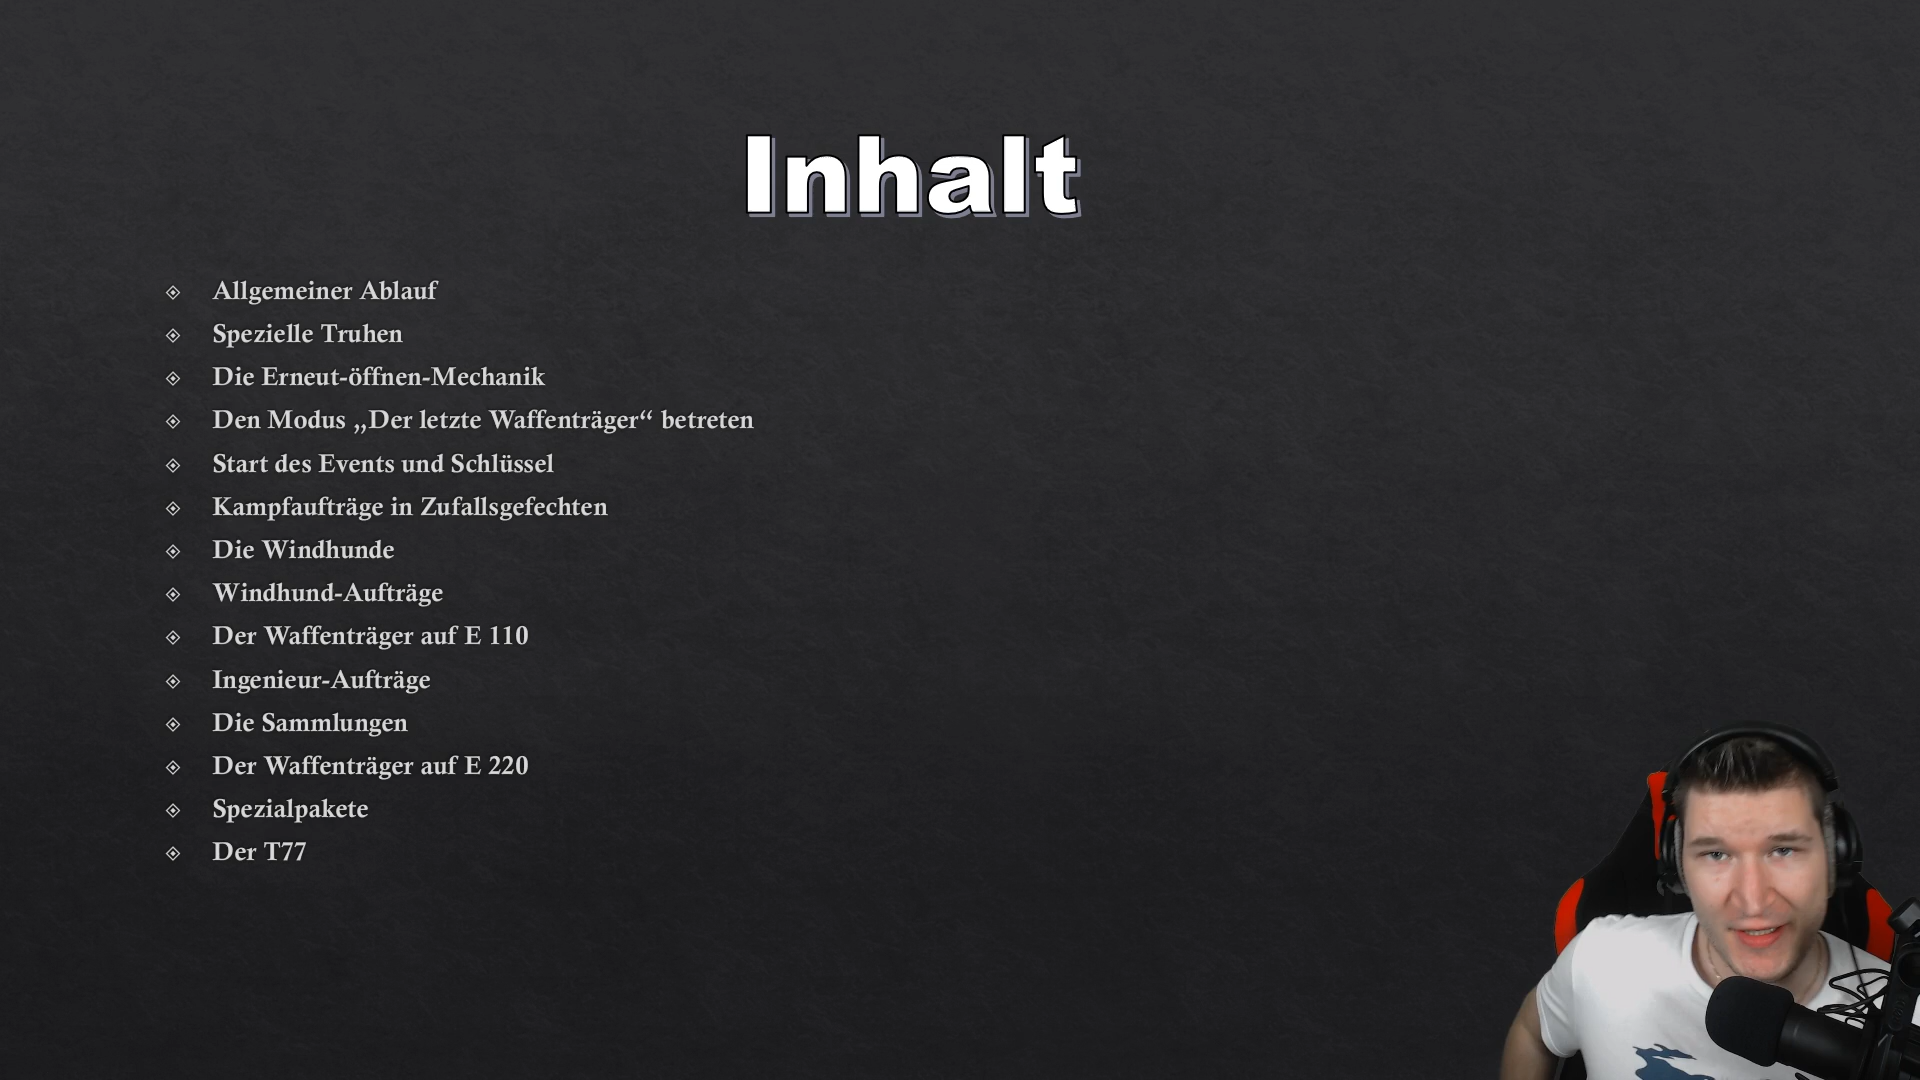 Inhalt
Allgemeiner Ablauf
Spezielle Truhen
Die Erneut-öffnen-Mechanik
Den Modus „Der letzte Waffenträger“ betreten
Start des Events und Schlüssel
Kampfaufträge in Zufallsgefechten
Die Windhunde
Windhund-Aufträge
Der Waffenträger auf E 110
Ingenieur-Aufträge
Die Sammlungen
Der Waffenträger auf E 220
Spezialpakete
Der T77